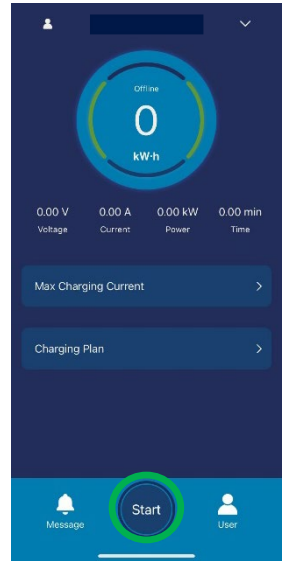 Offline
0
kW·h
0.00 V 0.00 A 0.00 kW 0.00 min
Voltage Current Power Time
Max Charging Current
Charging Plan
Start
Message User